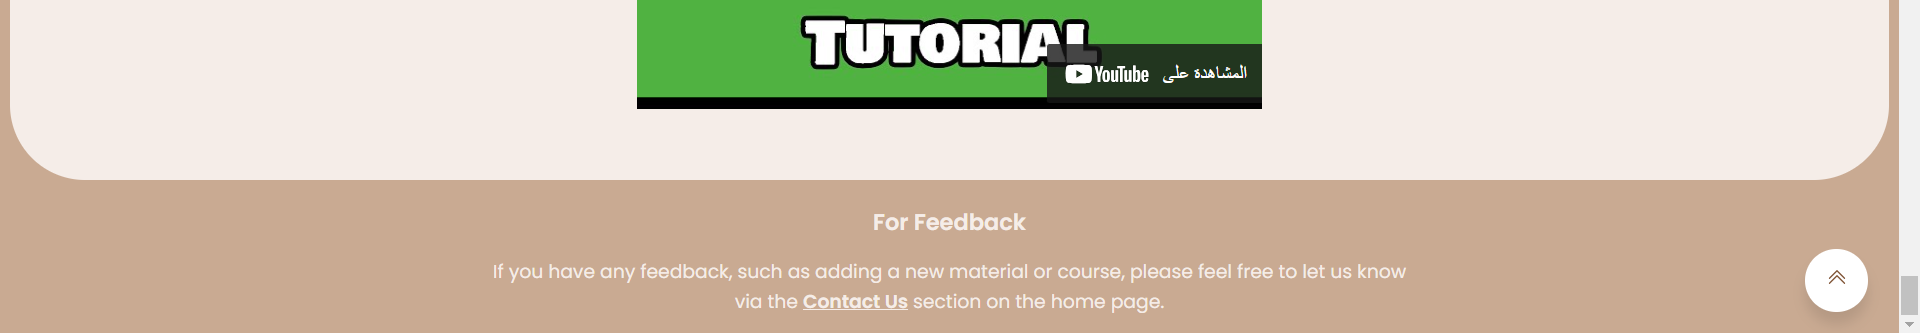 TUTORIAL
المشاهدة على YouTube
For Feedback
If you have any feedback, such as adding a new material or course, please feel free to let us know
via the Contact Us section on the home page.